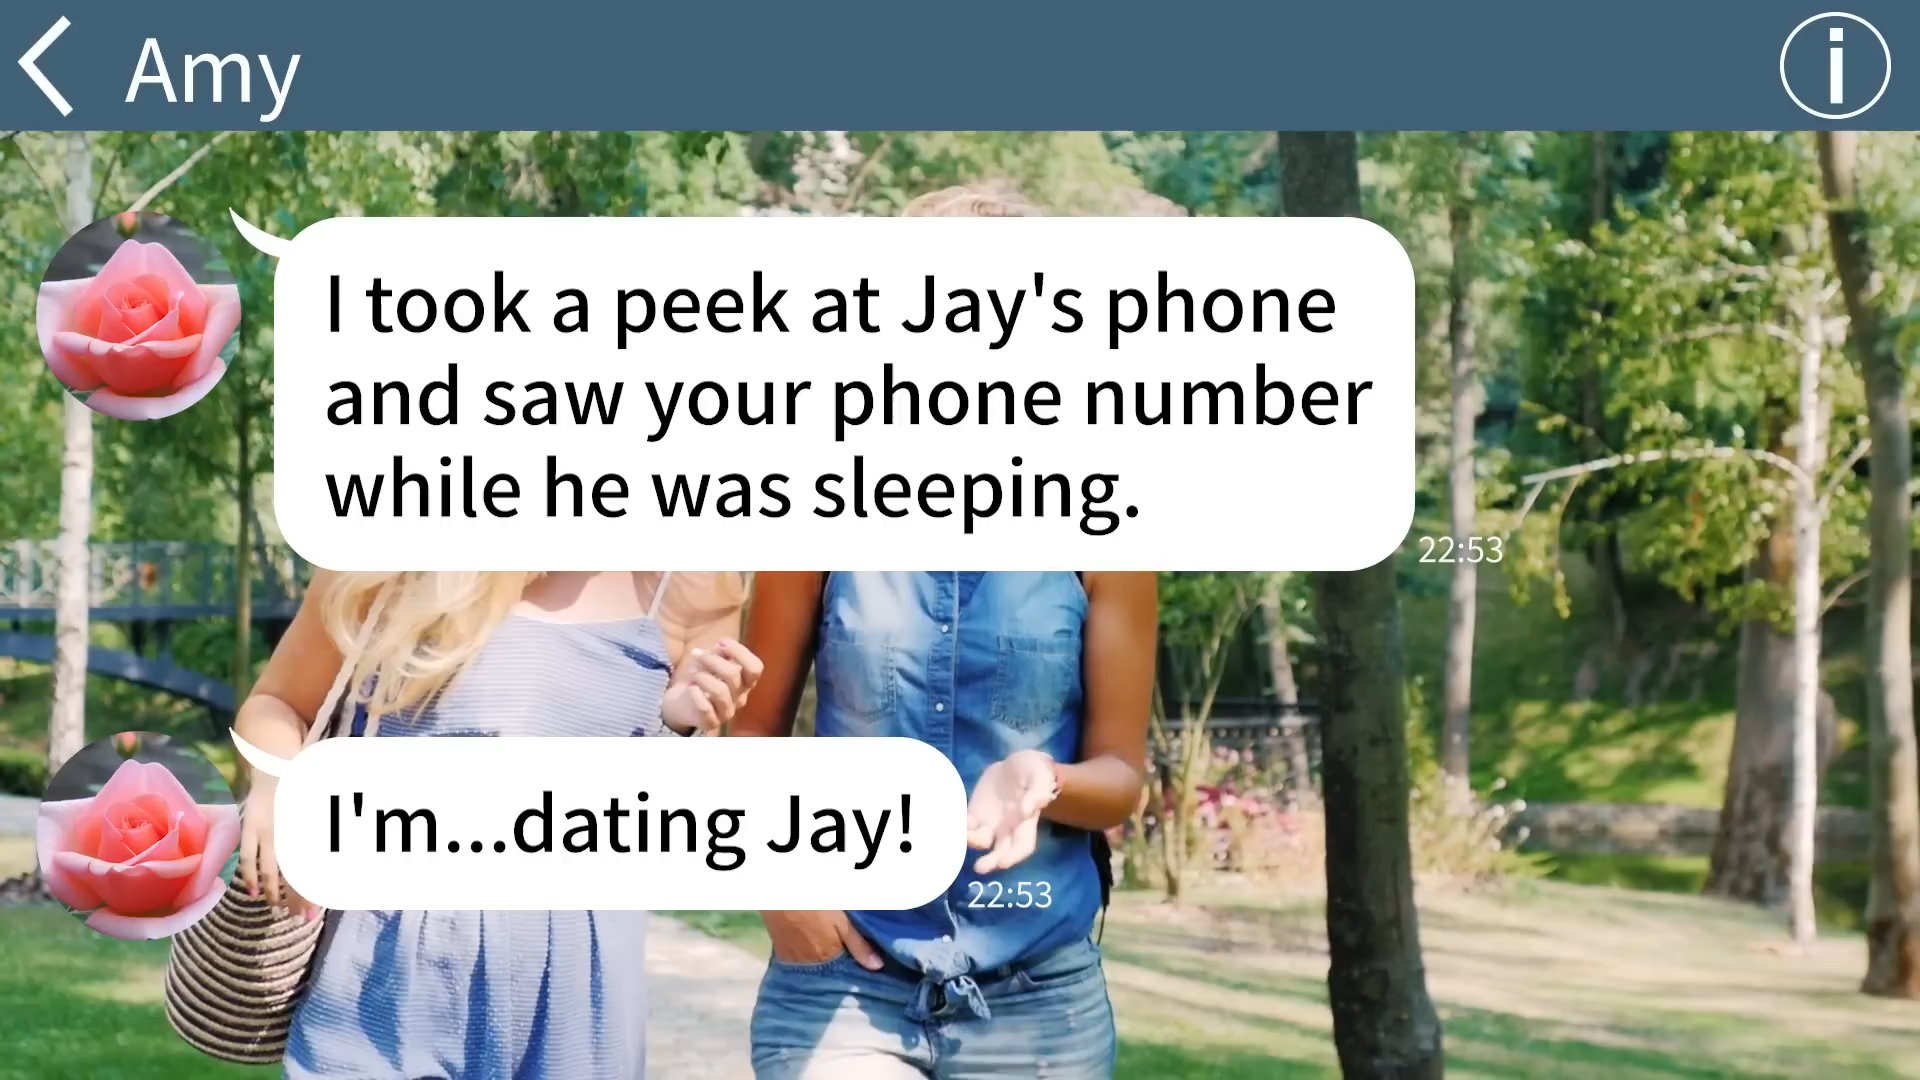 Amy
I took a peek at Jay's phone
and saw your phone number
while he was sleeping.
22:53
I'm...dating Jay!
22:53